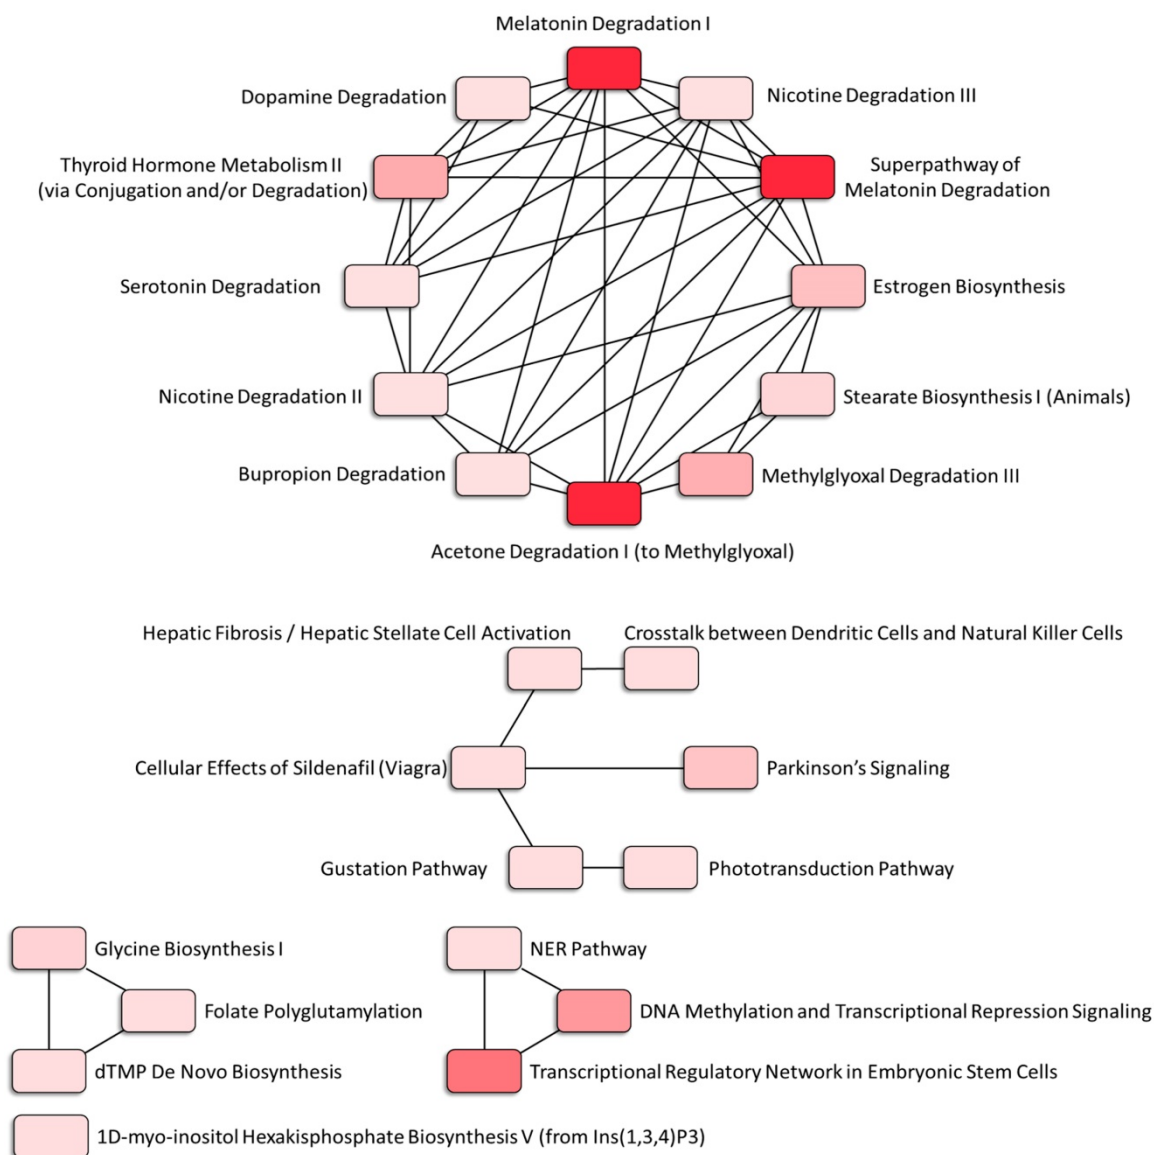 Melatonin Degradation I
Dopamine Degradation
Nicotine Degradation III
Thyroid Hormone Metabolism II
(via Conjugation and/or Degradation)
Superpathway of
Melatonin Degradation
Serotonin Degradation
Estrogen Biosynthesis
Nicotine Degradation II
Stearate Biosynthesis I (Animals)
Bupropion Degradation
Methylglyoxal Degradation III
Acetone Degradation I (to Methylglyoxal)
Hepatic Fibrosis / Hepatic Stellate Cell Activation
Crosstalk between Dendritic Cells and Natural Killer Cells
Cellular Effects of Sildenafil (Viagra)
Parkinson's Signaling
Gustation Pathway
Phototransduction Pathway
Glycine Biosynthesis I
NER Pathway
Folate Polyglutamylation
DNA Methylation and Transcriptional Repression Signaling
dTMP De Novo Biosynthesis
Transcriptional Regulatory Network in Embryonic Stem Cells
1D-myo-inositol Hexakisphosphate Biosynthesis V (from Ins(1,3,4)P3)